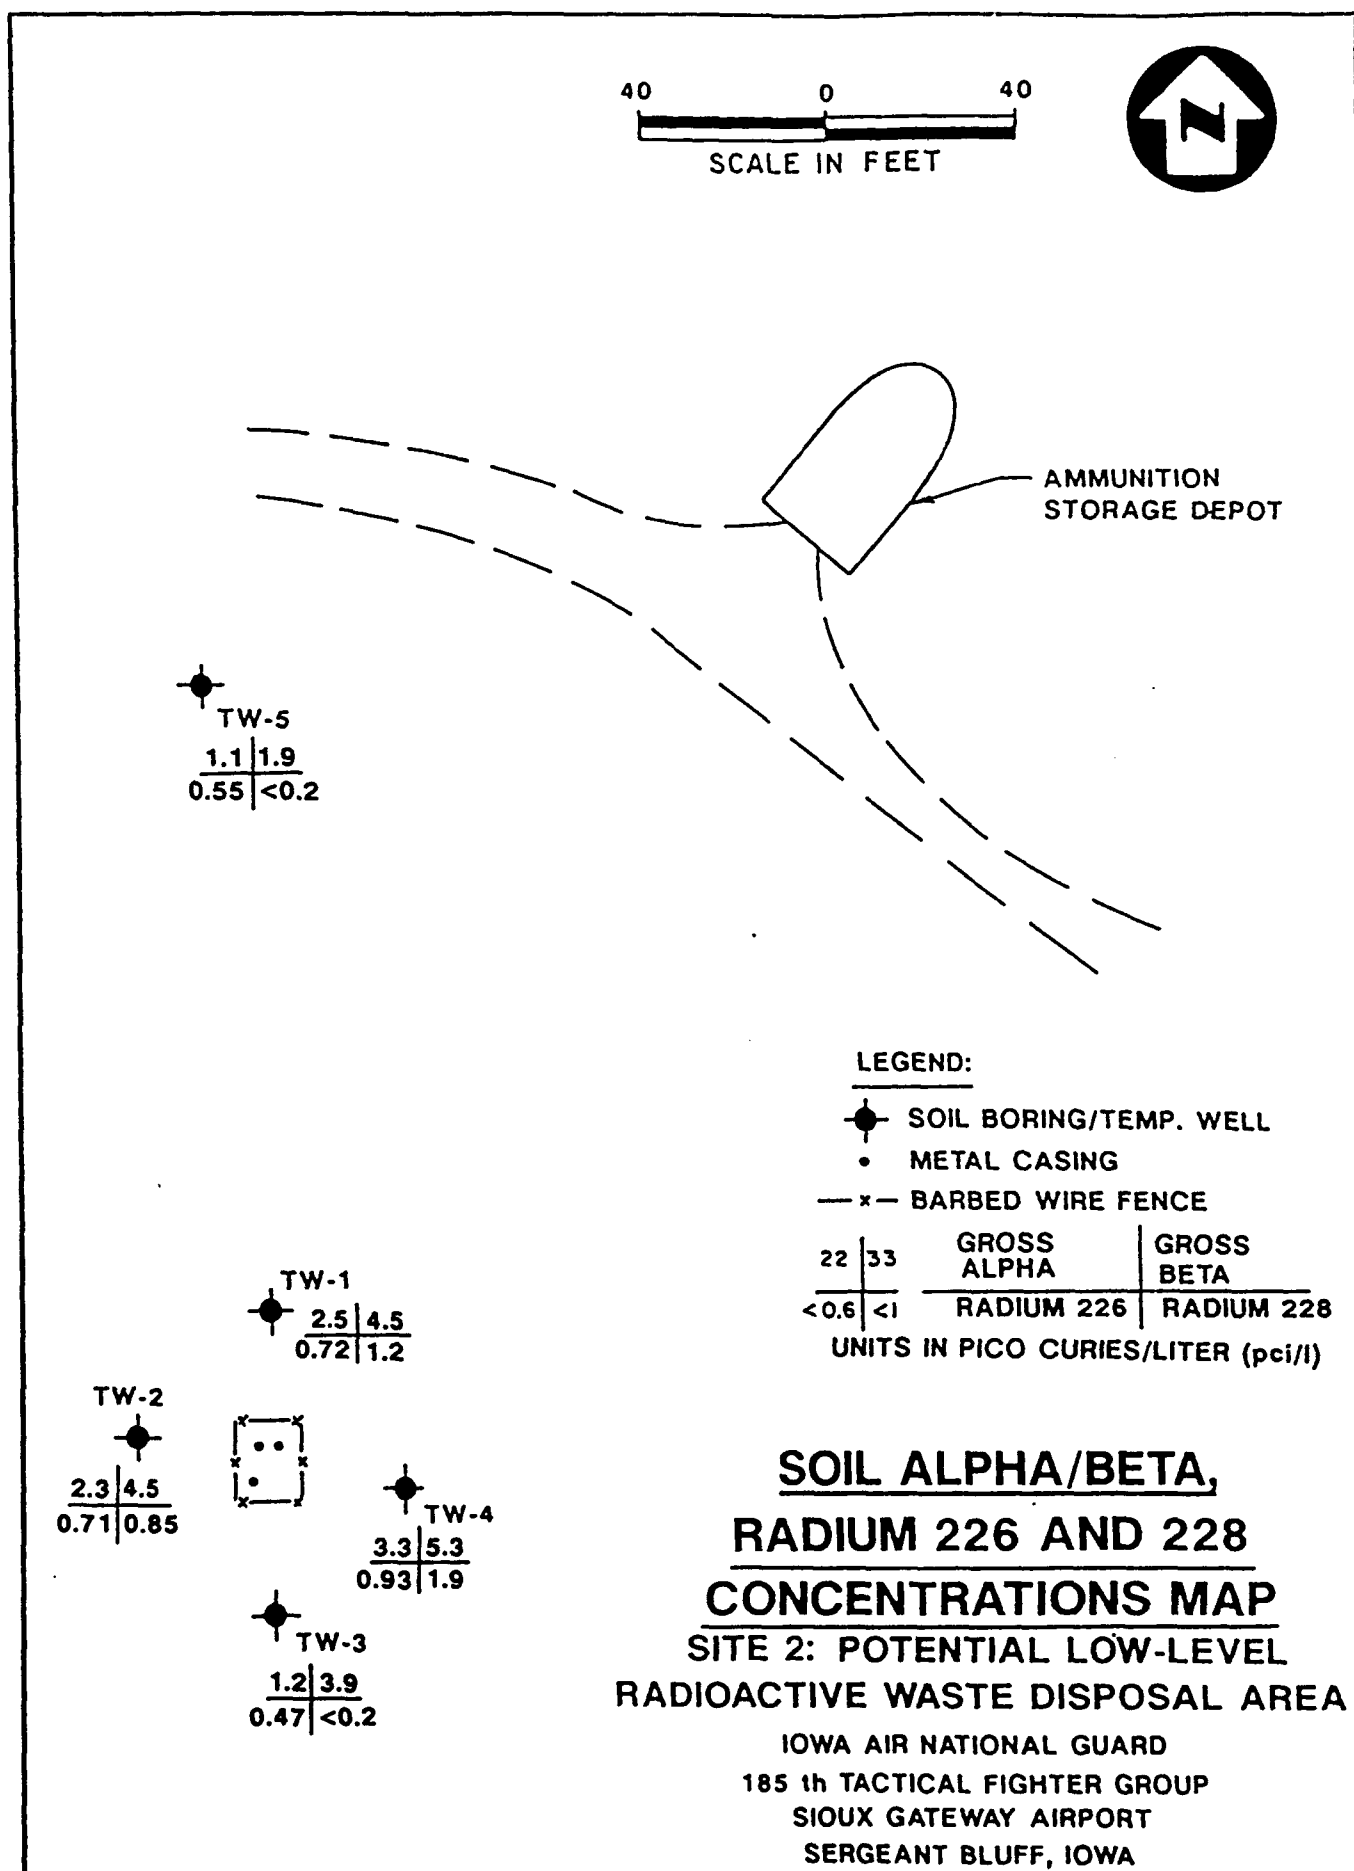 40 0 40
SCALE IN FEET
N
AMMUNITION
STORAGE DEPOT
TW-5
1.1 1.9
0.55 <0.2
LEGEND:
SOIL BORING/TEMP. WELL
METAL CASING
—x— BARBED WIRE FENCE
22 33 GROSS ALPHA GROSS BETA
<0.6 <1 RADIUM 226 RADIUM 228
UNITS IN PICO CURIES/LITER (pci/l)
TW-1
2.5 4.5
0.72 1.2
TW-2
2.3 4.5
0.71 0.85
TW-4
3.3 5.3
0.93 1.9
TW-3
1.2 3.9
0.47 <0.2
SOIL ALPHA/BETA,
RADIUM 226 AND 228
CONCENTRATIONS MAP
SITE 2: POTENTIAL LOW-LEVEL
RADIOACTIVE WASTE DISPOSAL AREA
IOWA AIR NATIONAL GUARD
185 th TACTICAL FIGHTER GROUP
SIOUX GATEWAY AIRPORT
SERGEANT BLUFF, IOWA